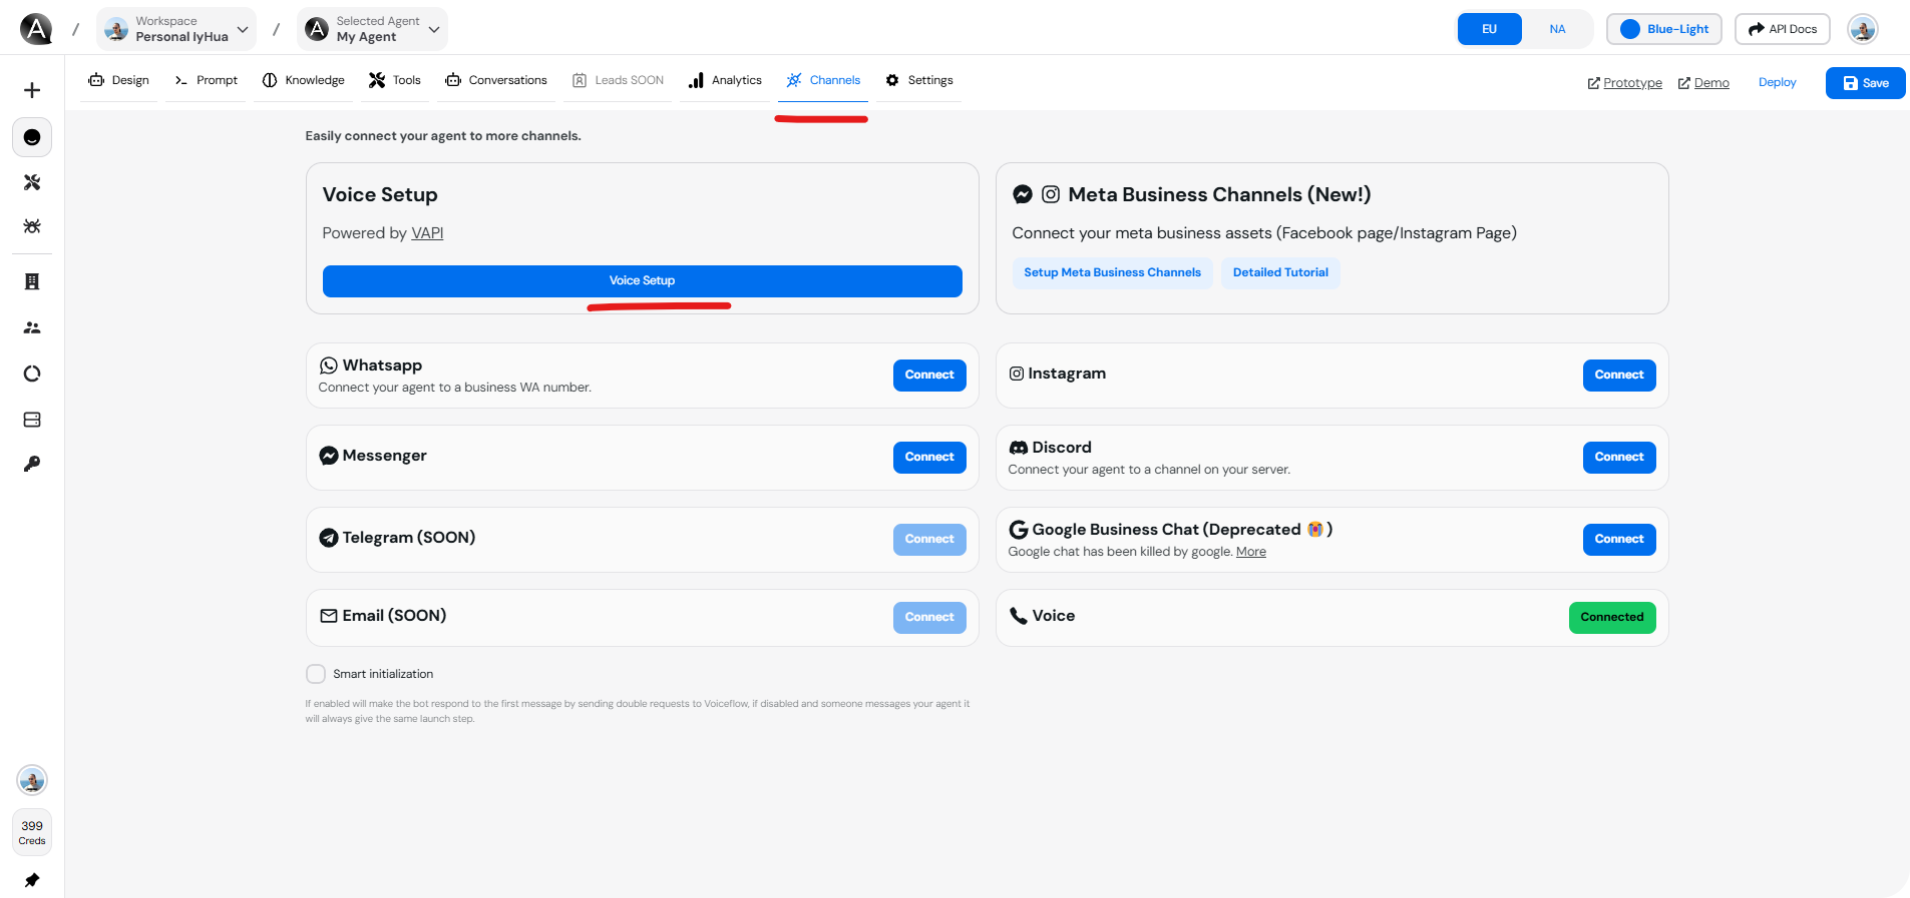 A / Workspace / Selected Agent EU NA Blue-Light API Docs
Personal IyHua A My Agent
Design Prompt Knowledge Tools Conversations Leads SOON Analytics Channels Settings Prototype Demo Deploy Save
Easily connect your agent to more channels.
Voice Setup
Powered by VAPI
Voice Setup
Meta Business Channels (New!)
Connect your meta business assets (Facebook page/Instagram Page)
Setup Meta Business Channels Detailed Tutorial
Whatsapp
Connect your agent to a business WA number.
Connect
Instagram
Connect
Messenger
Connect
Discord
Connect your agent to a channel on your server.
Connect
Telegram (SOON)
Connect
Google Business Chat (Deprecated )
Google chat has been killed by google. More
Connect
Email (SOON)
Connect
Voice
Connected
Smart initialization
If enabled will make the bot respond to the first message by sending double requests to Voiceflow, if disabled and someone messages your agent it
will always give the same launch step.
399
Creds